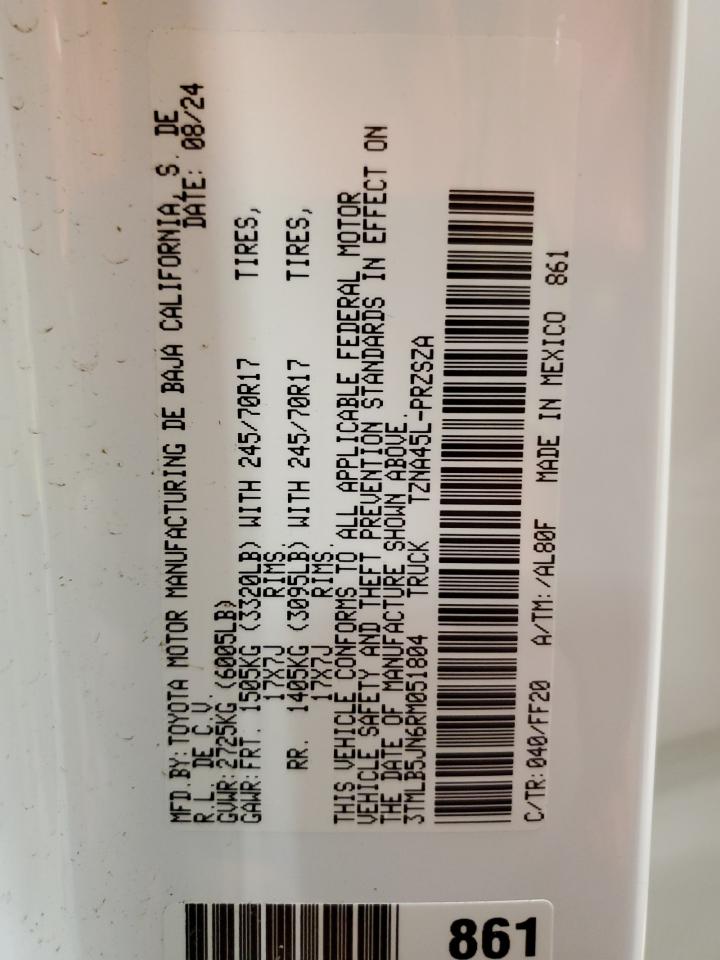 MFD.BY:TOYOTA MOTOR MANUFACTURING DE BAJA CALIFORNIA, S. DE
R.L. DE C.V. DATE: 08/24
GVWR:2725KG (6005LB)
GAWR:FRT. 1505KG (3320LB) WITH 245/70R17 TIRES,
17X7J RIMS.
RR. 1405KG (3095LB) WITH 245/70R17 TIRES,
17X7J RIMS.
THIS VEHICLE CONFORMS TO ALL APPLICABLE FEDERAL MOTOR
VEHICLE SAFETY AND THEFT PREVENTION STANDARDS IN EFFECT ON
THE DATE OF MANUFACTURE SHOWN ABOVE.
3TMLB5JN6RM051804 TRUCK TZNA45L-PRZSZA
C/TR:040/FF20 A/TM:/AL80F MADE IN MEXICO 861
861